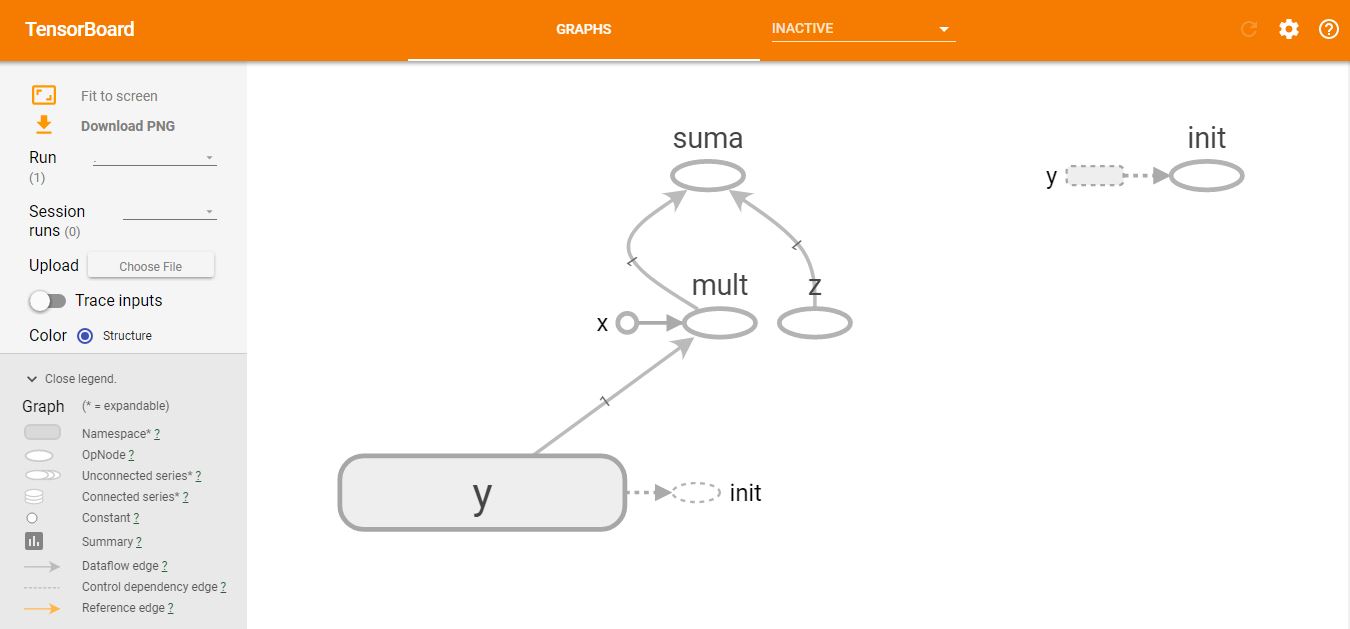 TensorBoard
GRAPHS
INACTIVE
Fit to screen
Download PNG
Run
(1)
.
Session
runs (0)
Upload
Choose File
Trace inputs
Color
Structure
Close legend.
Graph
(* = expandable)
Namespace* ?
OpNode ?
Unconnected series* ?
Connected series* ?
Constant ?
Summary ?
Dataflow edge ?
Control dependency edge ?
Reference edge ?
suma
mult
z
x
y
init
init
y